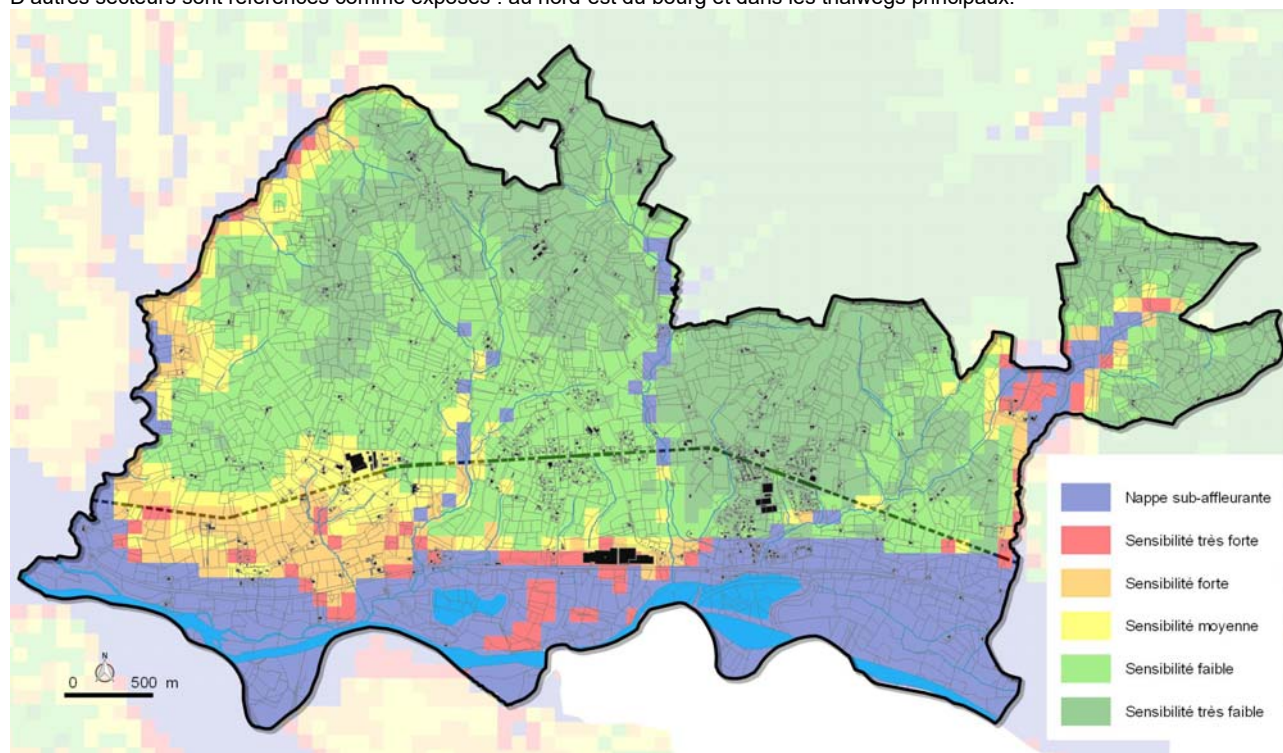 D'autres secteurs sont référencés comme exposés : au nord-est du bourg et dans les thalwegs principaux.
N
0 500 m
Nappe sub-affleurante
Sensibilité très forte
Sensibilité forte
Sensibilité moyenne
Sensibilité faible
Sensibilité très faible